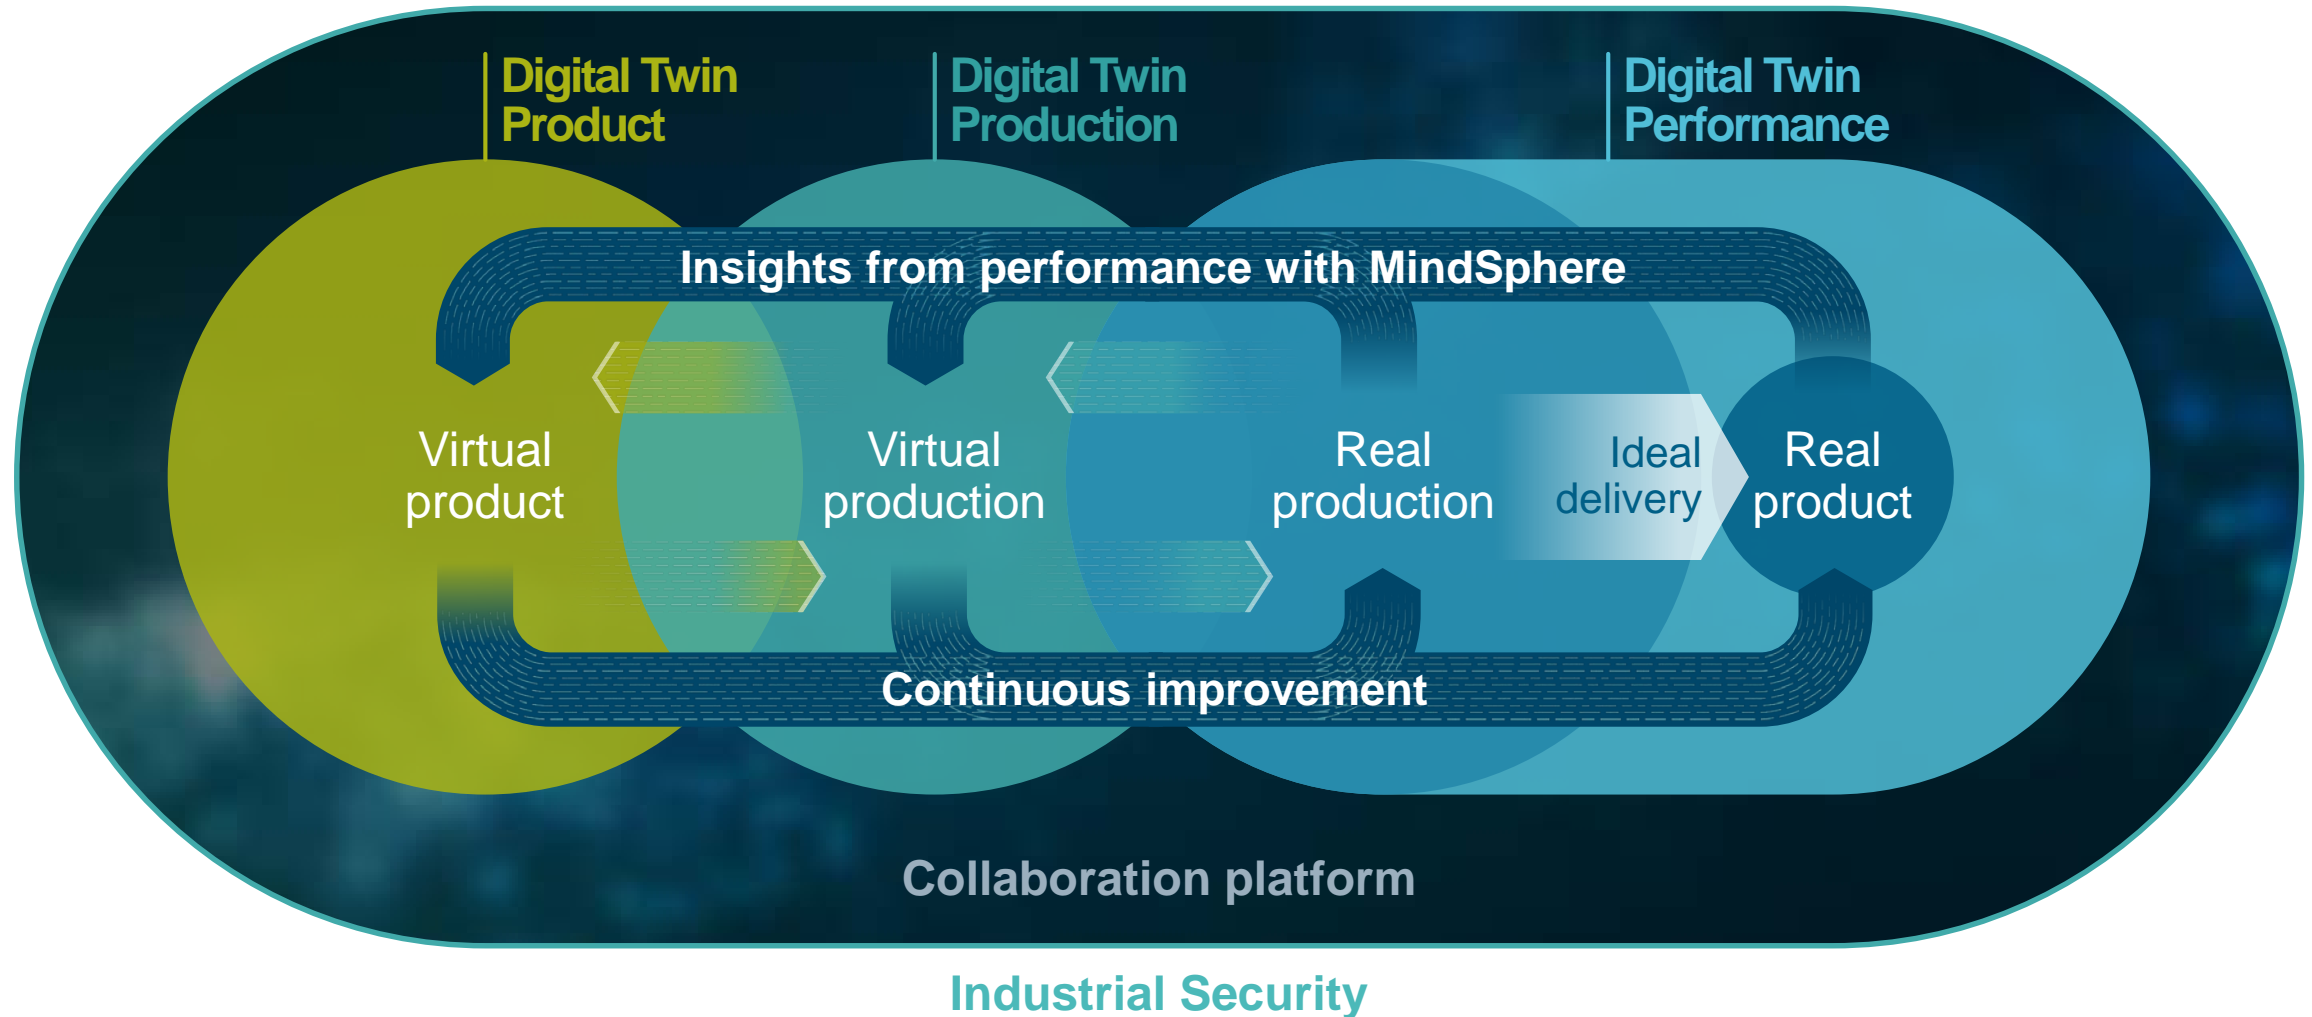 Digital Twin
Product
Digital Twin
Production
Digital Twin
Performance
Insights from performance with MindSphere
Virtual
product
Virtual
production
Real
production
Ideal
delivery
Real
product
Continuous improvement
Collaboration platform
Industrial Security